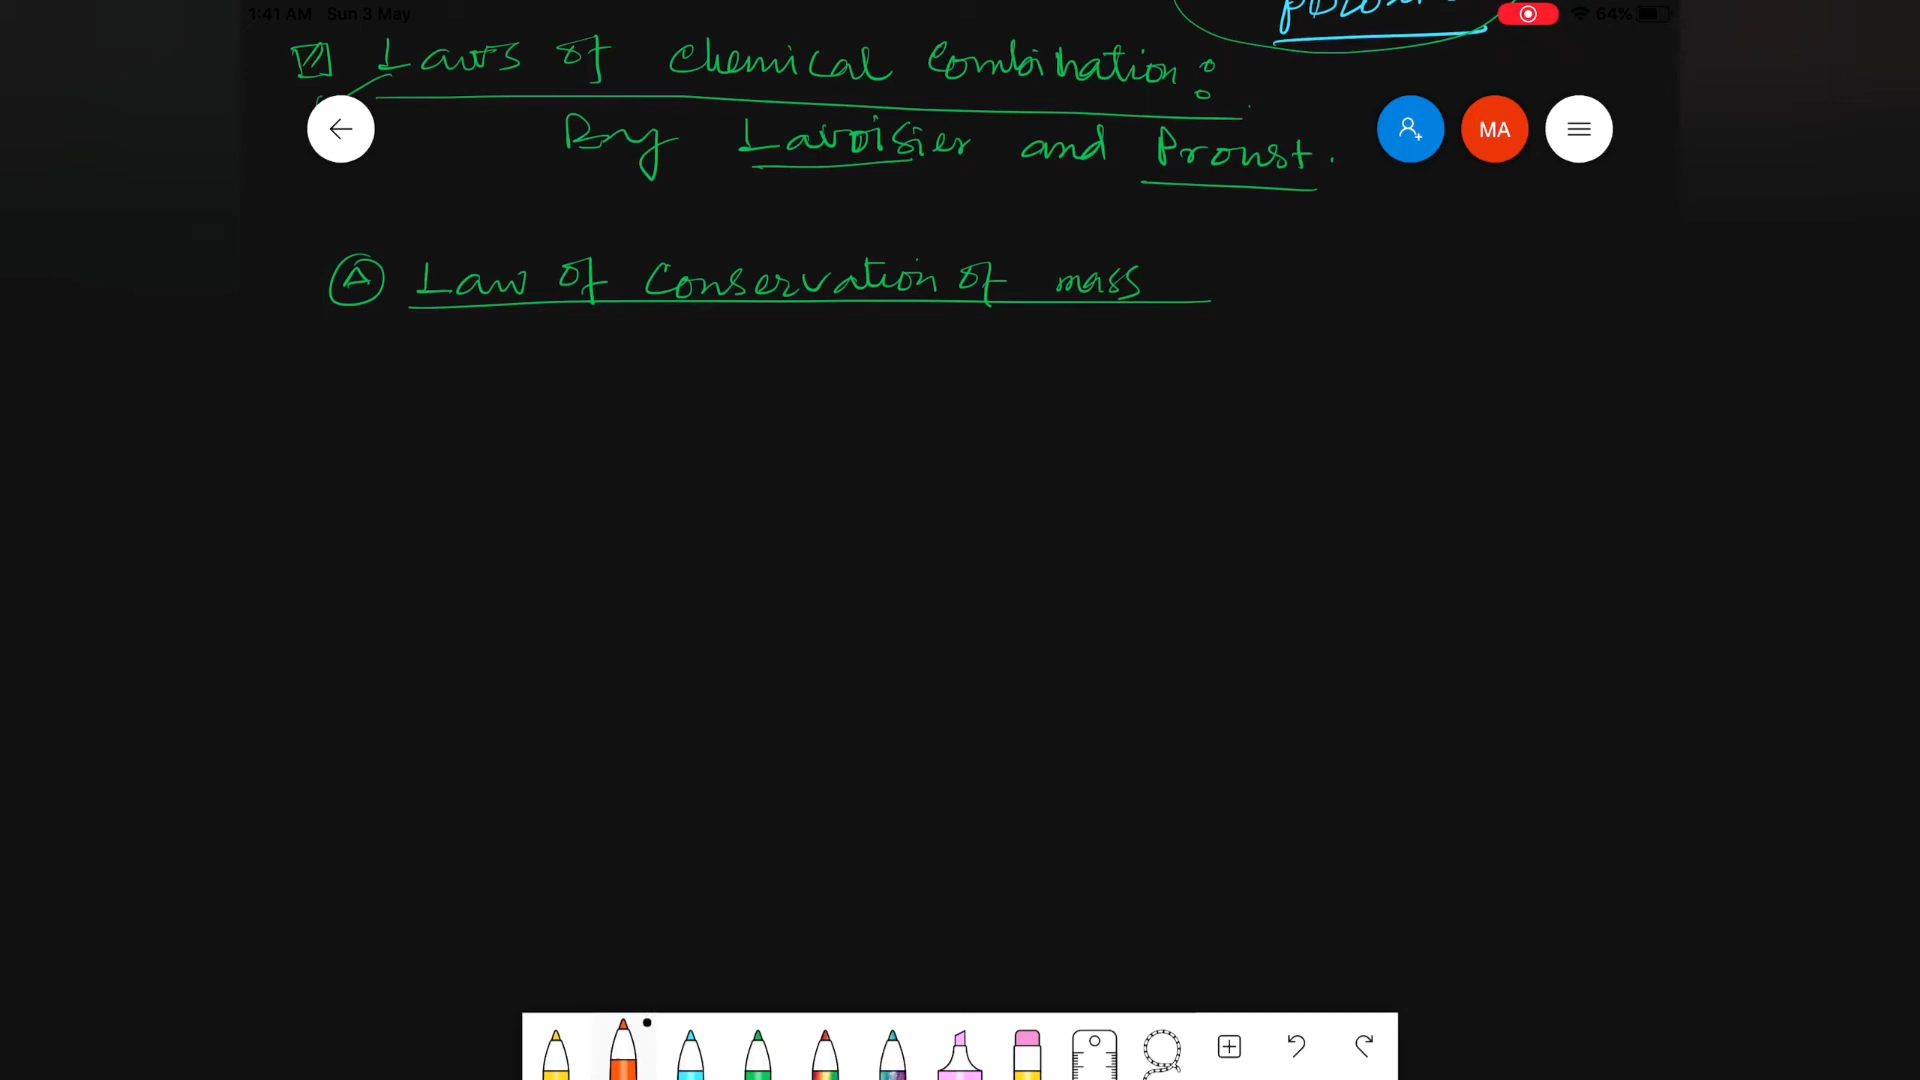 1:41 AM Sun 3 May
64%
Laws of Chemical Combination:
By Lavoisier and Proust.
MA
A Law of Conservation of mass